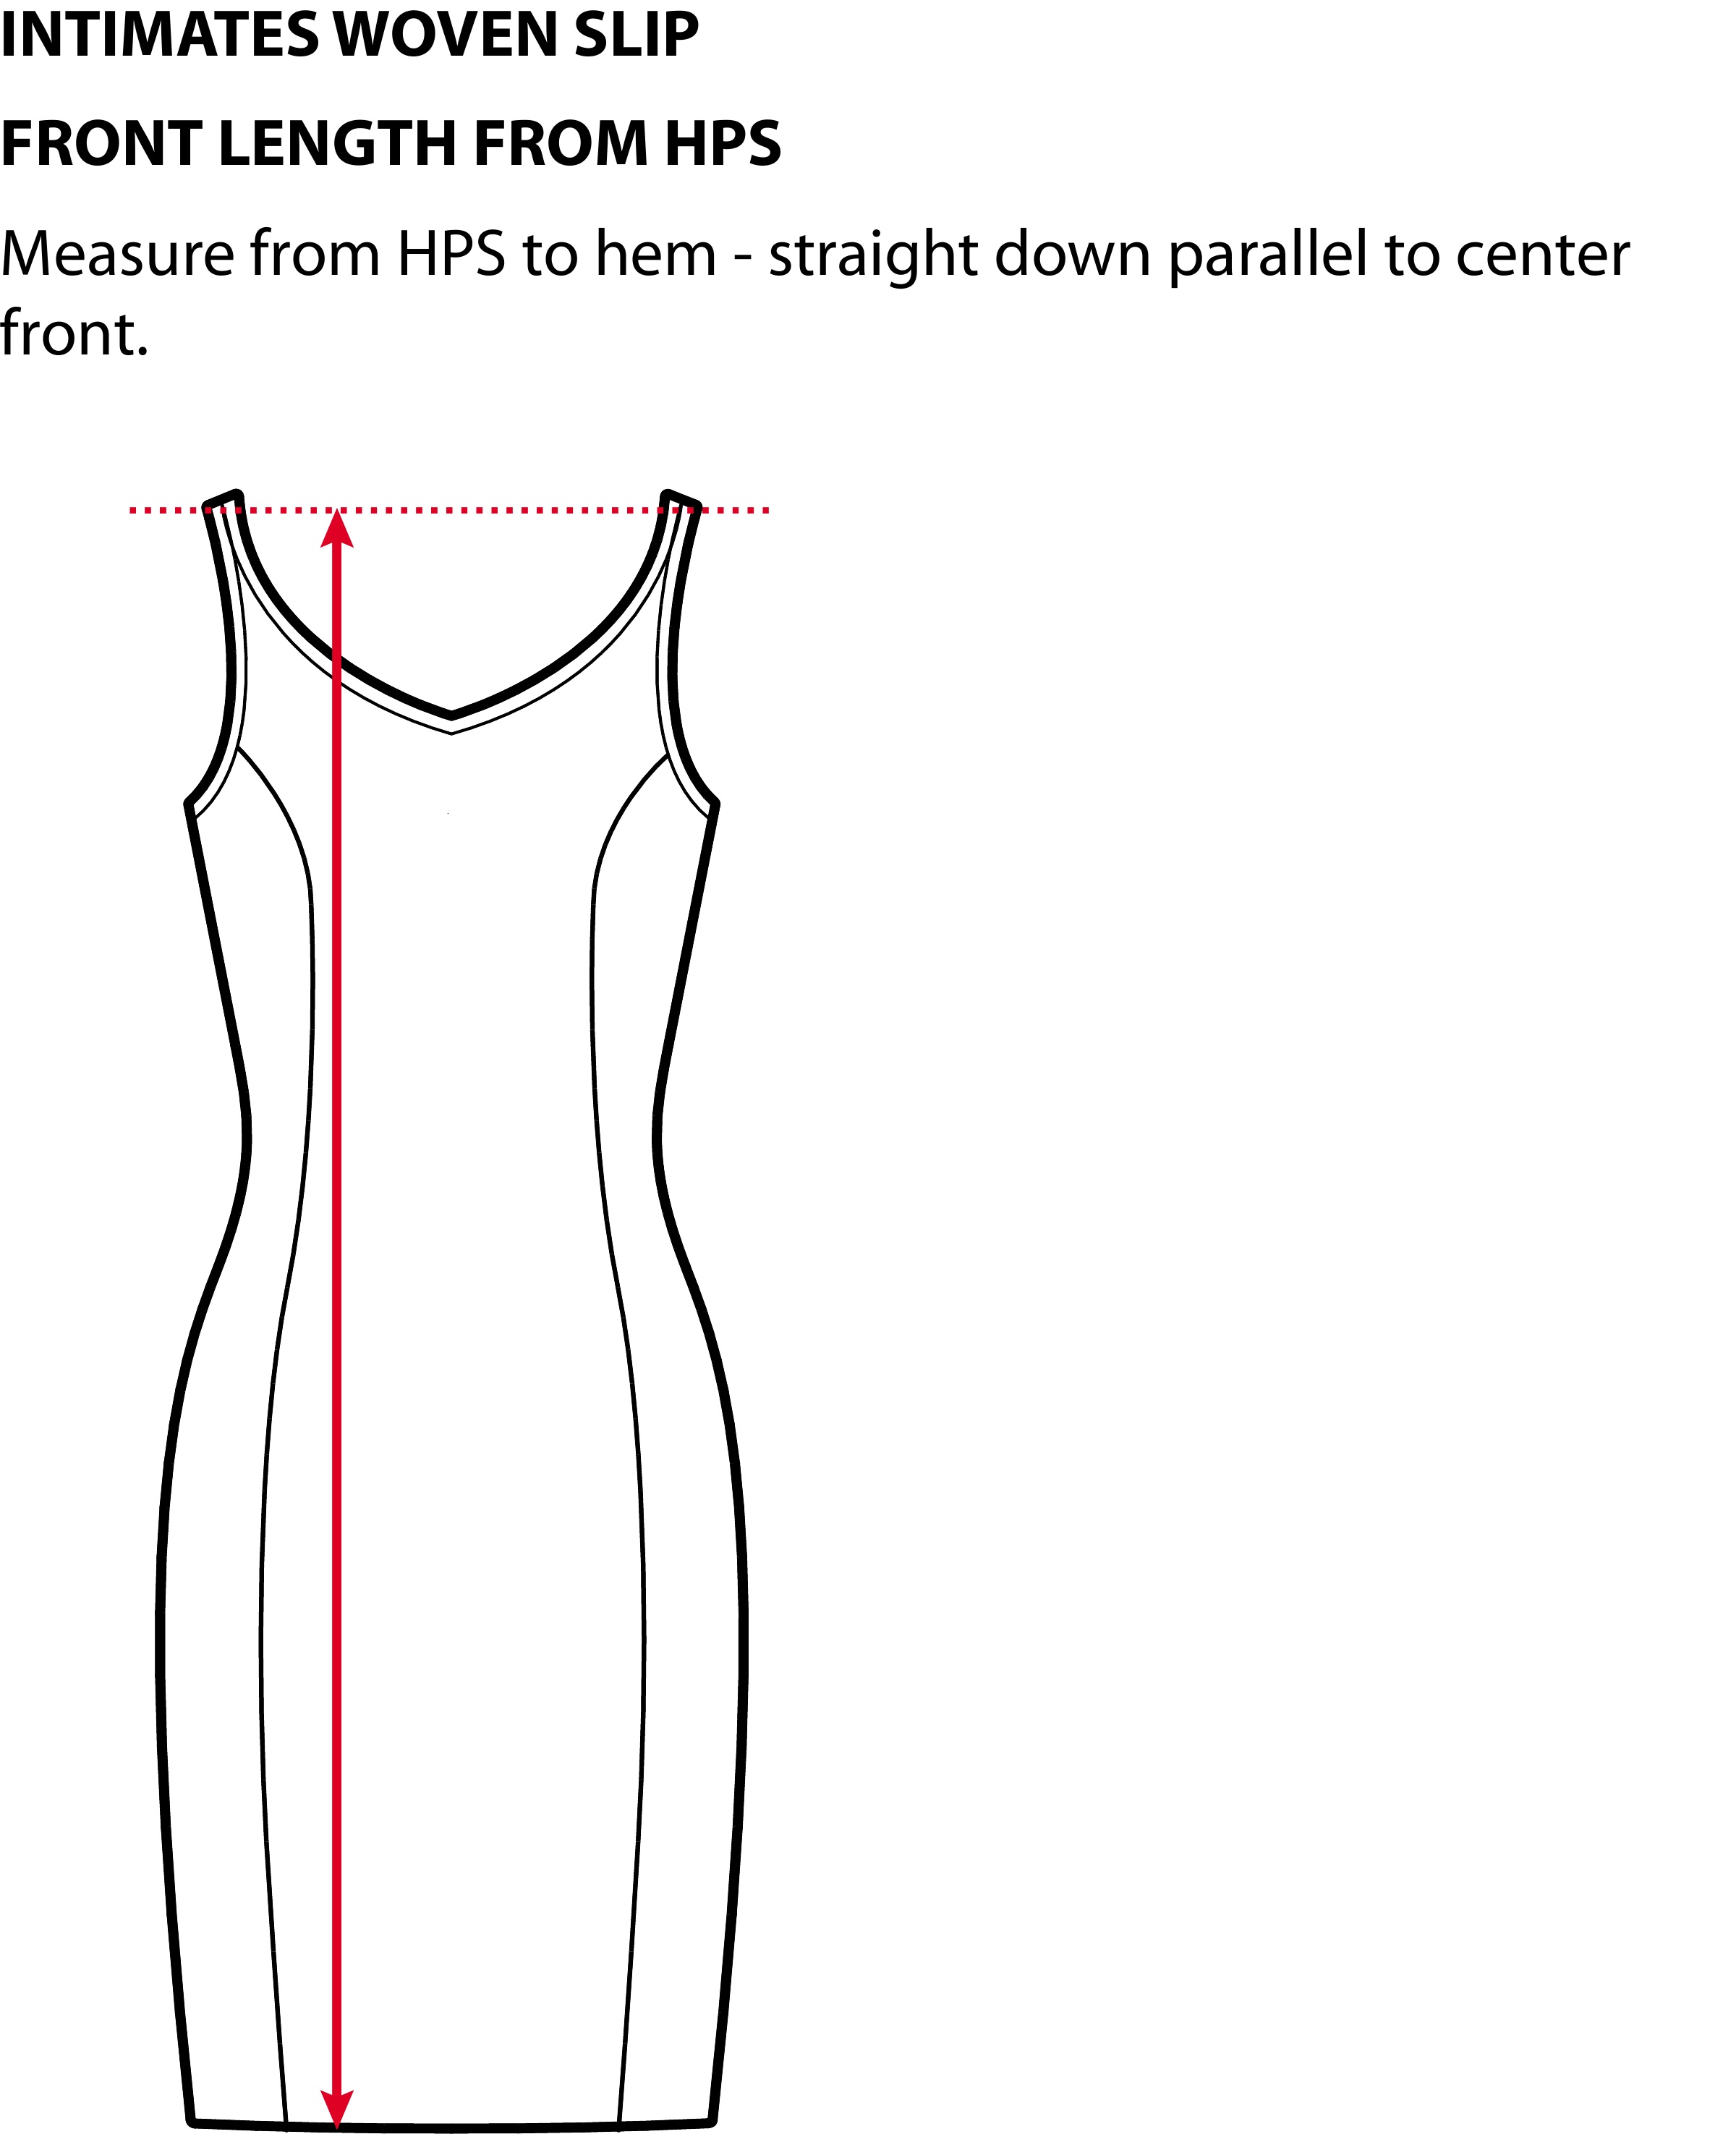 INTIMATES WOVEN SLIP
FRONT LENGTH FROM HPS
Measure from HPS to hem - straight down parallel to center
front.